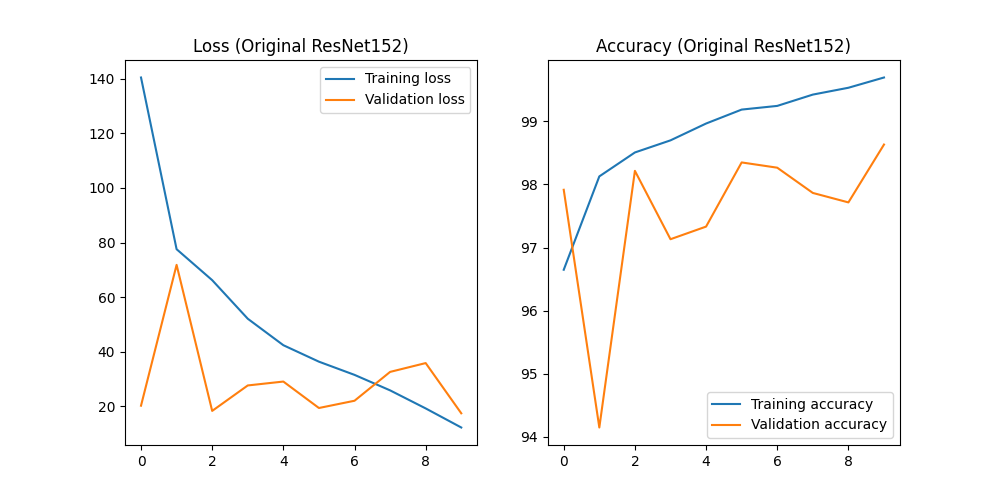 Loss (Original ResNet152)
140
120
100
80
60
40
20
0 2 4 6 8
Training loss
Validation loss
Accuracy (Original ResNet152)
99
98
97
96
95
94
0 2 4 6 8
Training accuracy
Validation accuracy